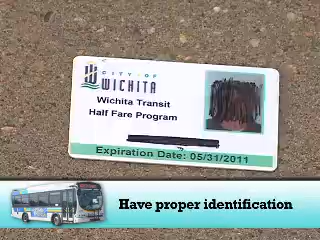 CITY OF
WICHITA
Wichita Transit
Half Fare Program
Expiration Date: 05/31/2011
Have proper identification